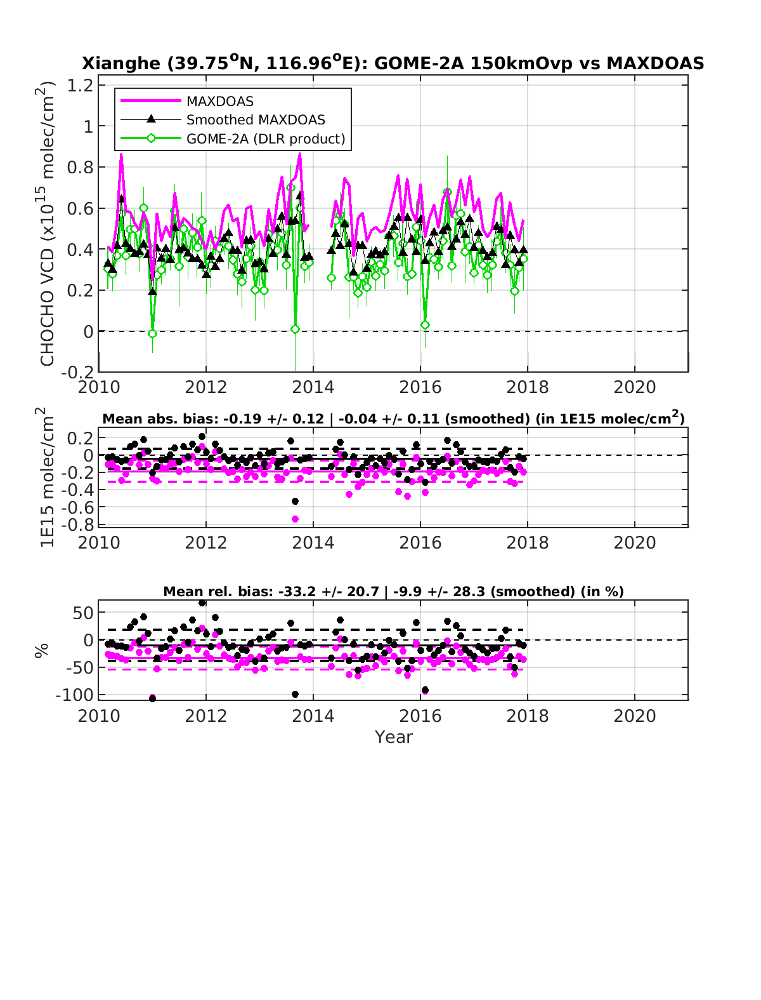 Xianghe (39.75°N, 116.96°E): GOME-2A 150kmOvp vs MAXDOAS
CHOCHO VCD (x10^15 molec/cm^2)
1.2
1
0.8
0.6
0.4
0.2
0
-0.2
MAXDOAS
Smoothed MAXDOAS
GOME-2A (DLR product)
2010 2012 2014 2016 2018 2020
Mean abs. bias: -0.19 +/- 0.12 | -0.04 +/- 0.11 (smoothed) (in 1E15 molec/cm^2)
1E15 molec/cm^2
0.2
0
-0.2
-0.4
-0.6
-0.8
2010 2012 2014 2016 2018 2020
Mean rel. bias: -33.2 +/- 20.7 | -9.9 +/- 28.3 (smoothed) (in %)
%
50
0
-50
-100
2010 2012 2014 2016 2018 2020
Year